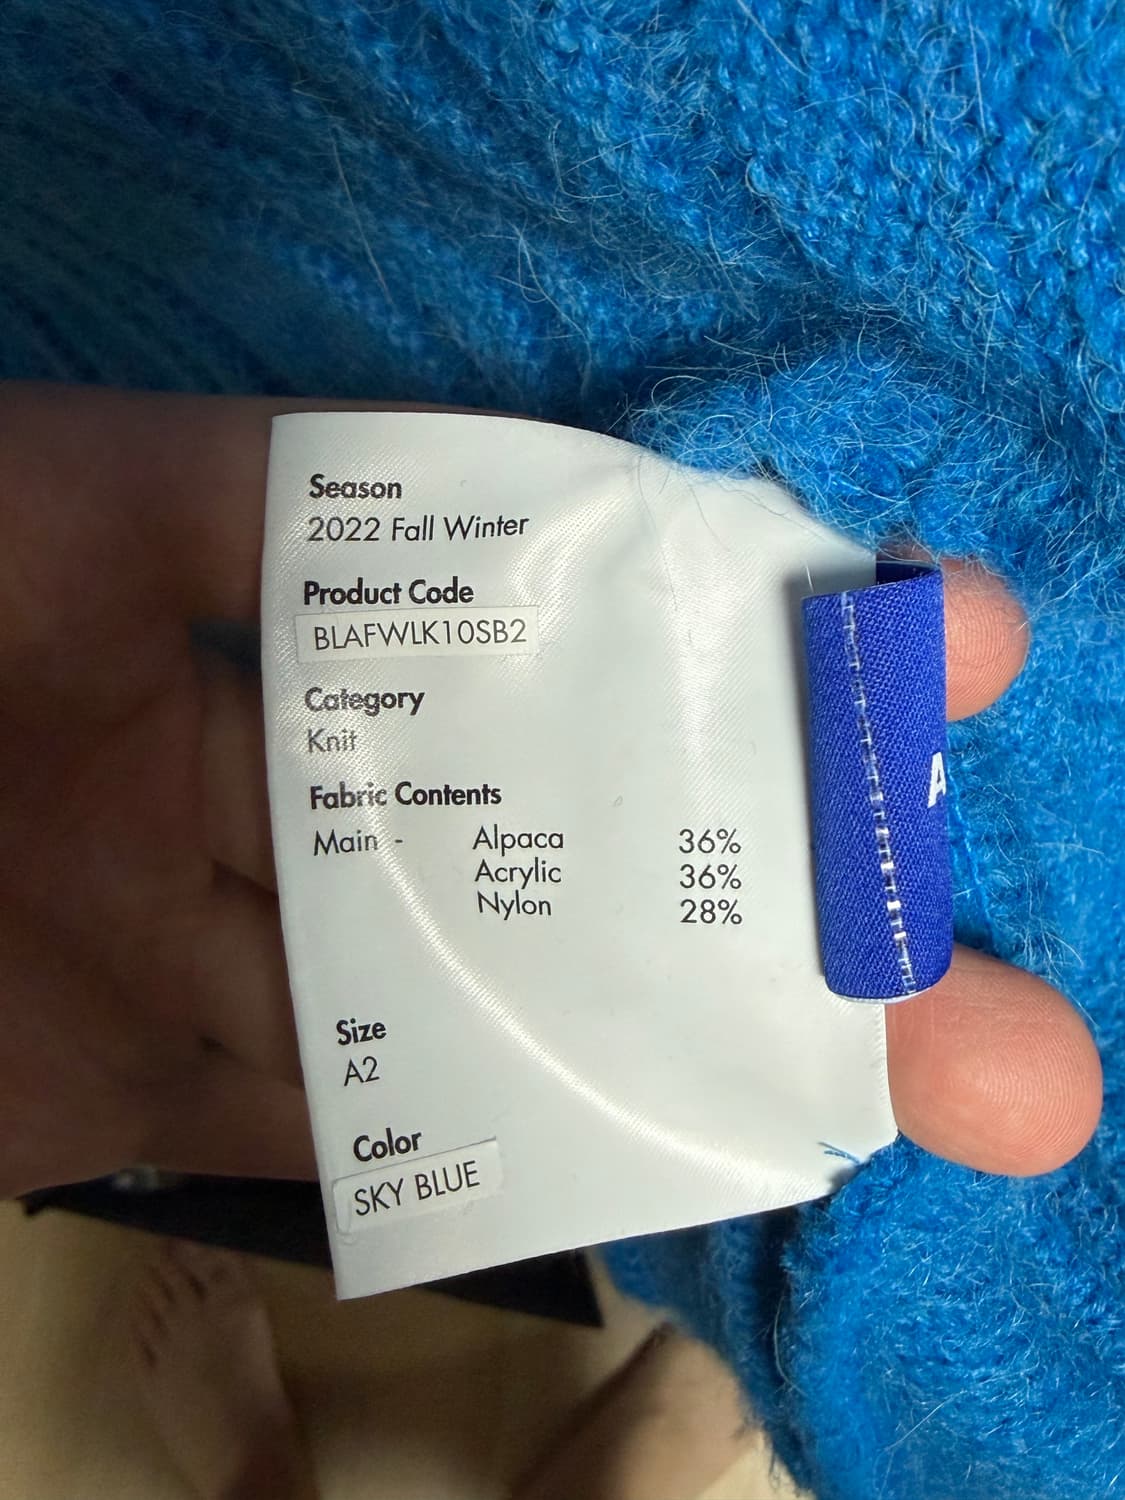 Season
2022 Fall Winter
Product Code
BLAFWLK10SB2
Category
Knit
Fabric Contents
Main - Alpaca 36%
Acrylic 36%
Nylon 28%
Size
A2
Color
SKY BLUE
A